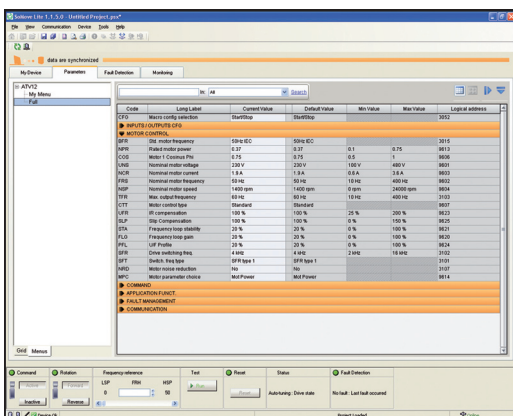 SoMove Lite 1.1.5.0 - Untitled Project.psx*
File View Communication Device Tools Help
data are synchronized
My Device Parameters Fault Detection Monitoring
ATV12
My Menu
Full
In: All Search
Code Long Label Current Value Default Value Min Value Max Value Logical address
CFG Macro config selection Start/Stop Start/Stop 3052
INPUTS / OUTPUTS CFG
MOTOR CONTROL
BFR Std. motor frequency 50Hz IEC 50Hz IEC 3015
NPR Rated motor power 0.37 0.37 0.1 0.75 9613
COS Motor 1 Cosinus Phi 0.75 0.75 0.5 1 9606
UNS Nominal motor voltage 230 V 230 V 100 V 480 V 9601
NCR Nominal motor current 1.9 A 1.9 A 0.6 A 3.6 A 9603
FRS Nominal motor frequency 50 Hz 50 Hz 10 Hz 400 Hz 9602
NSP Nominal motor speed 1400 rpm 1400 rpm 0 rpm 24000 rpm 9604
TFR Max. output frequency 60 Hz 60 Hz 10 Hz 400 Hz 3103
CTT Motor control type Standard Standard 9607
UFR IR compensation 100 % 100 % 25 % 200 % 9623
SLP Slip Compensation 100 % 100 % 0 % 150 % 9625
STA Frequency loop stability 20 % 20 % 0 % 100 % 9621
FLG Frequency loop gain 20 % 20 % 0 % 100 % 9620
PFL U/F Profile 20 % 20 % 0 % 100 % 9624
SFR Drive switching freq. 4 kHz 4 kHz 2 kHz 16 kHz 3102
SFT Switch. freq type SFR type 1 SFR type 1 3101
NRD Motor noise reduction No No 3107
MPC Motor parameter choice Mot Power Mot Power 9614
COMMAND
APPLICATION FUNCT.
FAULT MANAGEMENT
COMMUNICATION
Grid Menus
Command Rotation Frequency reference Test Reset Status Fault Detection
Active Forward LSP FRH HSP Run
0 50 Reset Auto-tuning : Drive state No fault : Last fault occured
Inactive Reverse
Device Ok Project Loaded Online